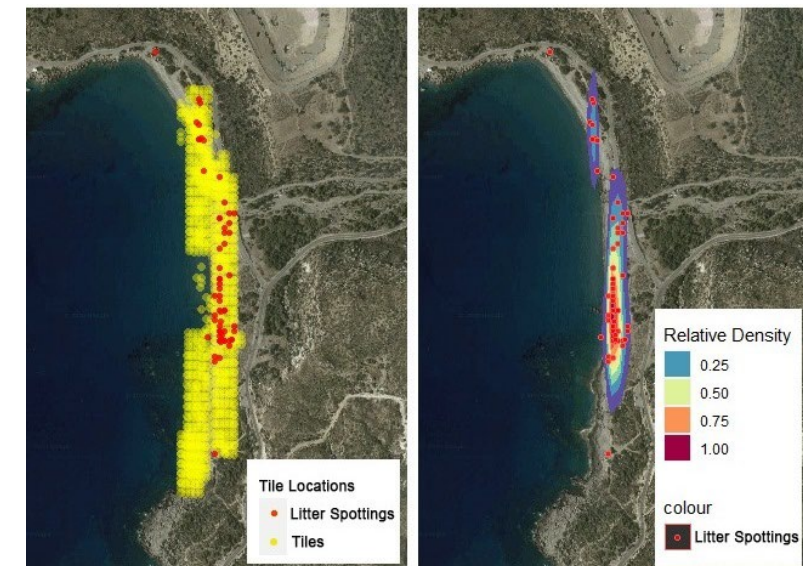 Tile Locations
Litter Spottings
Tiles
Relative Density
0.25
0.50
0.75
1.00
colour
Litter Spottings